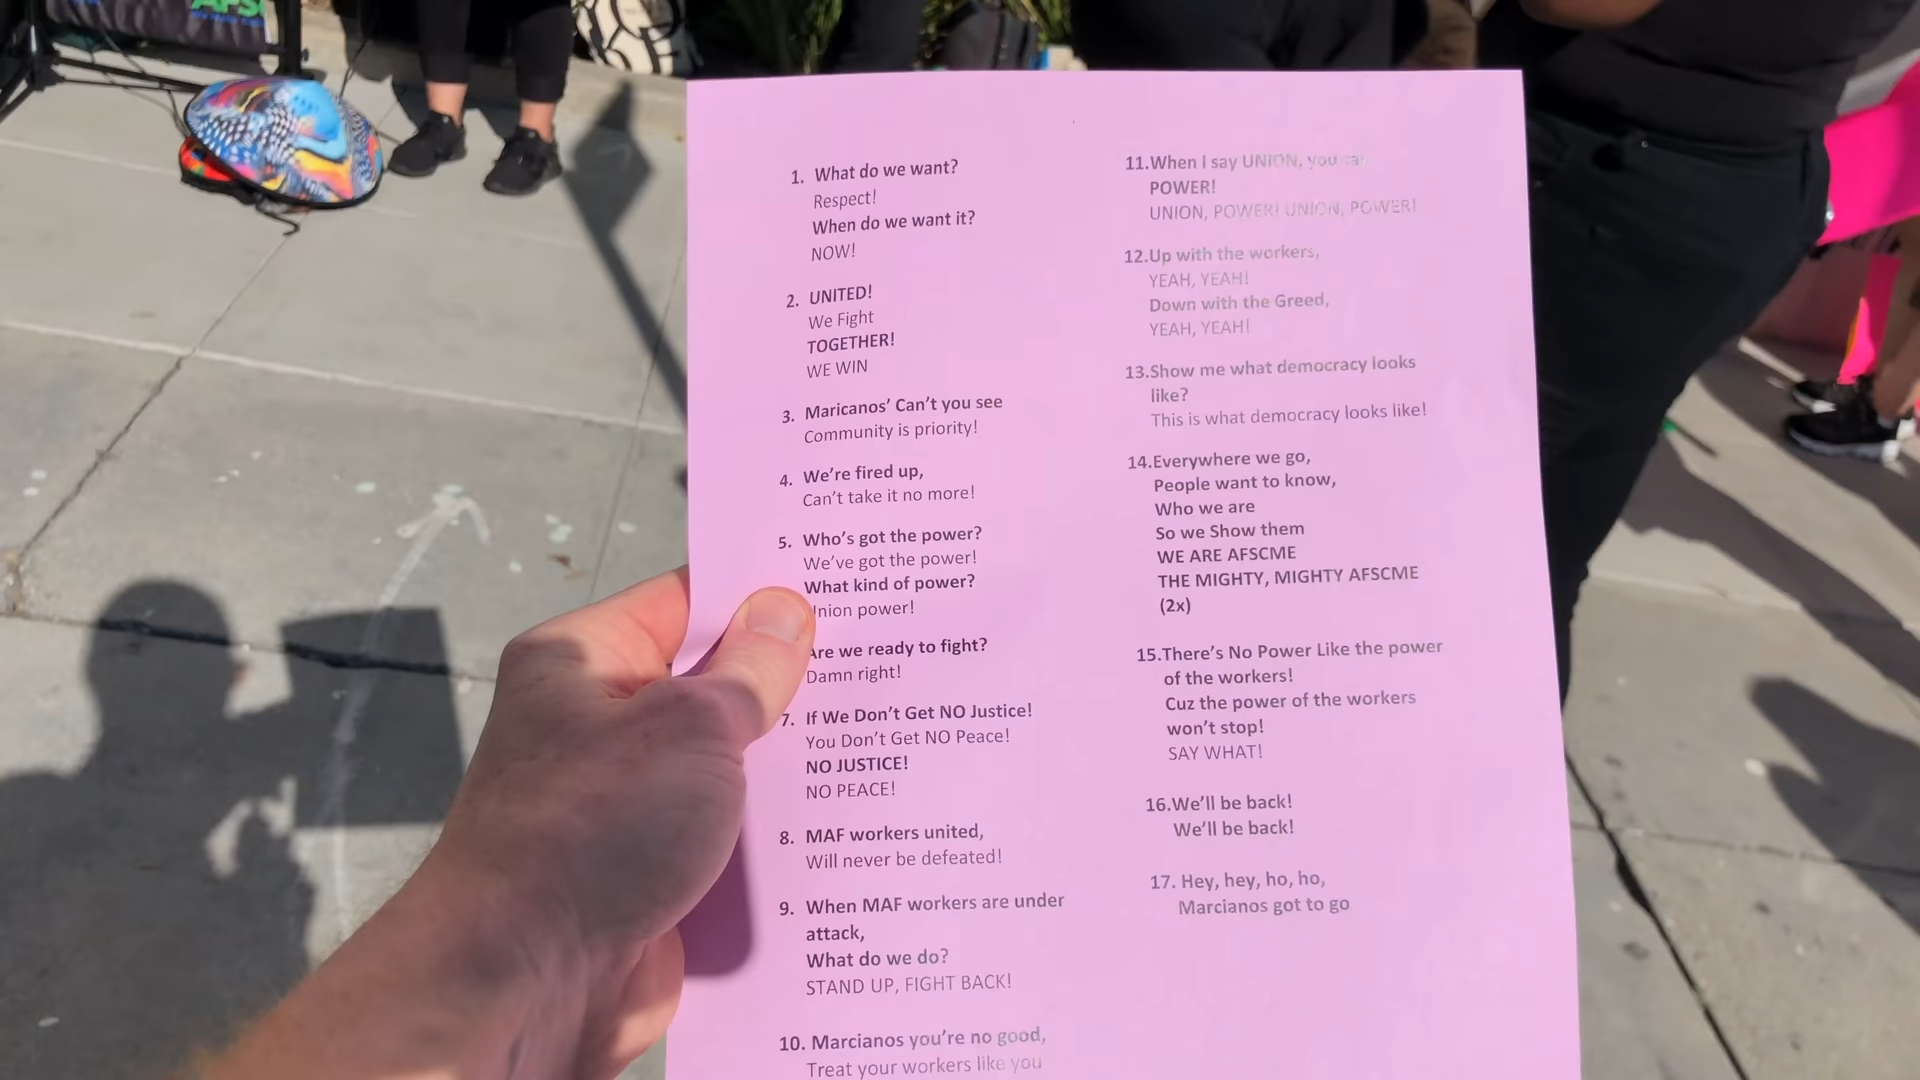 AFSC
1. What do we want?
Respect!
When do we want it?
NOW!
2. UNITED!
We Fight
TOGETHER!
WE WIN
3. Maricanos' Can't you see
Community is priority!
4. We're fired up,
Can't take it no more!
5. Who's got the power?
We've got the power!
What kind of power?
nion power!
Are we ready to fight?
Damn right!
7. If We Don't Get NO Justice!
You Don't Get NO Peace!
NO JUSTICE!
NO PEACE!
8. MAF workers united,
Will never be defeated!
9. When MAF workers are under
attack,
What do we do?
STAND UP, FIGHT BACK!
10. Marcianos you're no good,
Treat your workers like you
11.When I say UNION, you can
POWER!
UNION, POWER! UNION, POWER!
12.Up with the workers,
YEAH, YEAH!
Down with the Greed,
YEAH, YEAH!
13.Show me what democracy looks
like?
This is what democracy looks like!
14.Everywhere we go,
People want to know,
Who we are
So we Show them
WE ARE AFSCME
THE MIGHTY, MIGHTY AFSCME
(2x)
15.There's No Power Like the power
of the workers!
Cuz the power of the workers
won't stop!
SAY WHAT!
16.We'll be back!
We'll be back!
17. Hey, hey, ho, ho,
Marcianos got to go